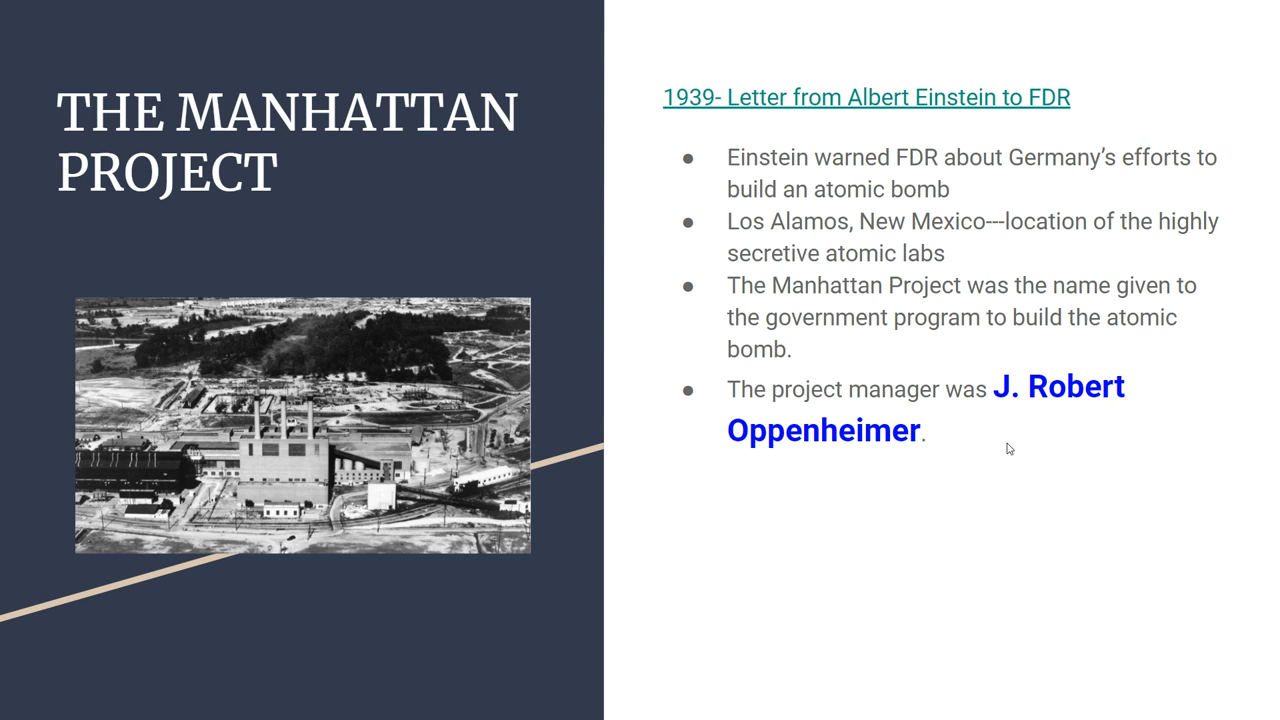 THE MANHATTAN
PROJECT
1939- Letter from Albert Einstein to FDR
● Einstein warned FDR about Germany’s efforts to
build an atomic bomb
● Los Alamos, New Mexico---location of the highly
secretive atomic labs
● The Manhattan Project was the name given to
the government program to build the atomic
bomb.
● The project manager was J. Robert
Oppenheimer.